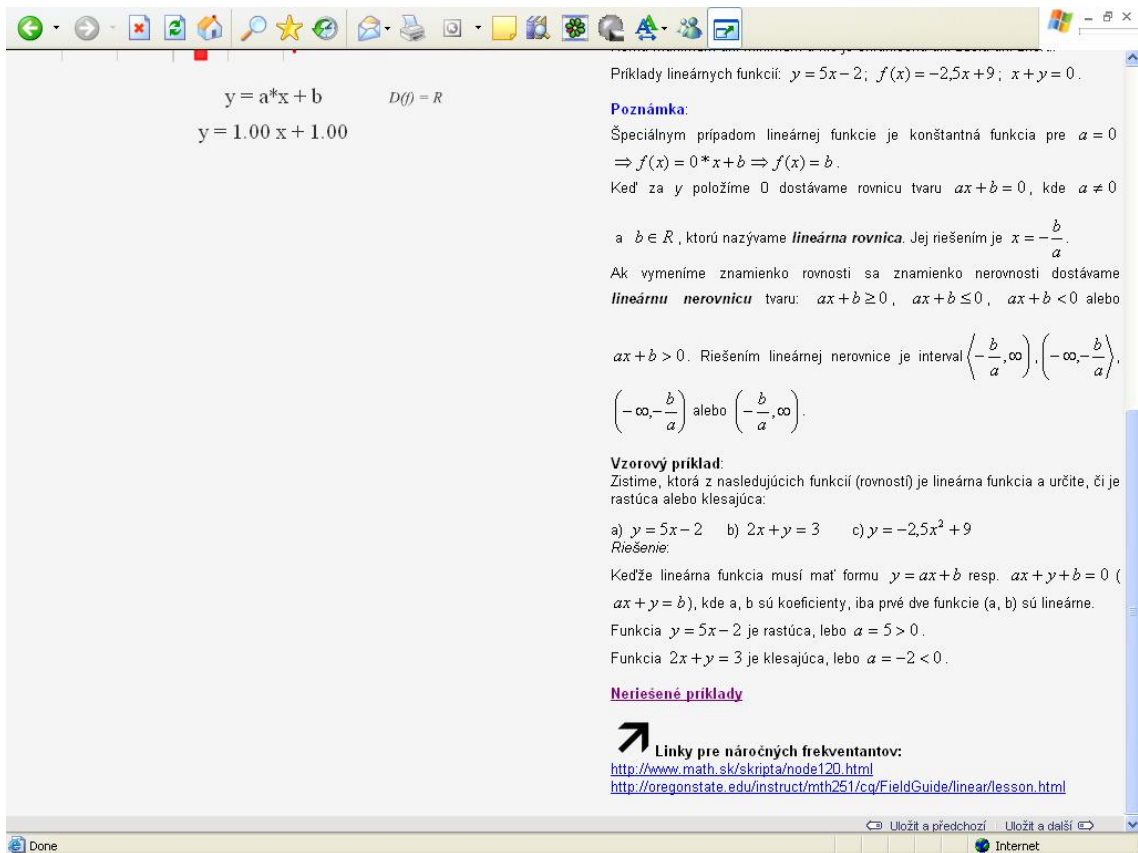 y = a*x + b D(f) = R
y = 1.00 x + 1.00
Príklady lineárnych funkcií: y = 5x − 2 ; f(x) = −2,5x + 9 ; x + y = 0 .
Poznámka:
Špeciálnym prípadom lineárnej funkcie je konštantná funkcia pre a = 0
⇒ f(x) = 0 * x + b ⇒ f(x) = b .
Keď za y položíme 0 dostávame rovnicu tvaru ax + b = 0 , kde a ≠ 0
a b ∈ R , ktorú nazývame lineárna rovnica. Jej riešením je x = −b/a .
Ak vymeníme znamienko rovnosti sa znamienko nerovnosti dostávame
lineárnu nerovnicu tvaru: ax + b ≥ 0 , ax + b ≤ 0 , ax + b < 0 alebo
ax + b > 0 . Riešením lineárnej nerovnice je interval ⟨−b/a, ∞), (−∞, −b/a⟩,
(−∞, −b/a) alebo (−b/a, ∞) .
Vzorový príklad:
Zistime, ktorá z nasledujúcich funkcií (rovností) je lineárna funkcia a určite, či je
rastúca alebo klesajúca:
a) y = 5x − 2 b) 2x + y = 3 c) y = −2,5x² + 9
Riešenie:
Keďže lineárna funkcia musí mať formu y = ax + b resp. ax + y + b = 0 (
ax + y = b ), kde a, b sú koeficienty, iba prvé dve funkcie (a, b) sú lineárne.
Funkcia y = 5x − 2 je rastúca, lebo a = 5 > 0 .
Funkcia 2x + y = 3 je klesajúca, lebo a = −2 < 0 .
Neriešené príklady
Linky pre náročných frekventantov:
http://www.math.sk/skripta/node120.html
http://oregonstate.edu/instruct/mth251/cq/FieldGuide/linear/lesson.html
Uložit a předchozí Uložit a další
Done Internet